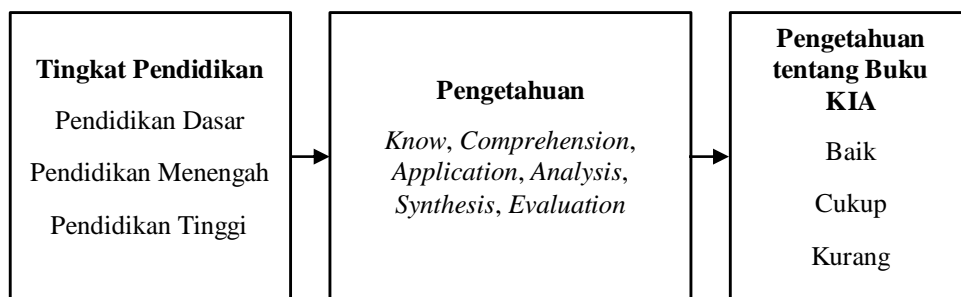 Tingkat Pendidikan
Pendidikan Dasar
Pendidikan Menengah
Pendidikan Tinggi
Pengetahuan
Know, Comprehension,
Application, Analysis,
Synthesis, Evaluation
Pengetahuan
tentang Buku
KIA
Baik
Cukup
Kurang